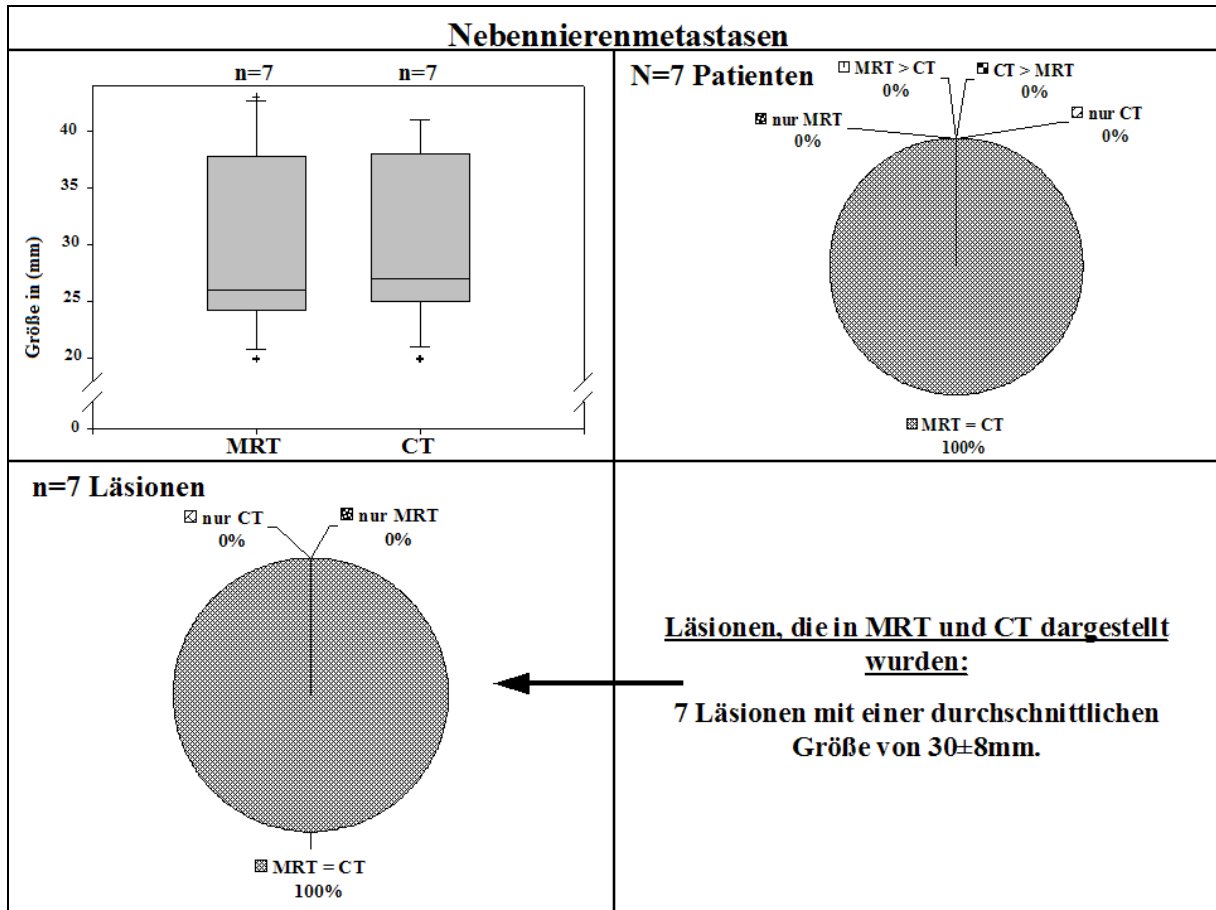 Nebennierenmetastasen
n=7 n=7
40
35
30
25
20
0
Größe in (mm)
MRT CT
N=7 Patienten
MRT > CT
0%
CT > MRT
0%
nur MRT
0%
nur CT
0%
MRT = CT
100%
n=7 Läsionen
nur CT
0%
nur MRT
0%
MRT = CT
100%
Läsionen, die in MRT und CT dargestellt
wurden:
7 Läsionen mit einer durchschnittlichen
Größe von 30±8mm.